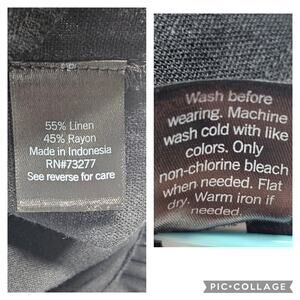 55% Linen
45% Rayon
Made in Indonesia
RN#73277
See reverse for care
Wash before
wearing. Machine
wash cold with like
colors. Only
non-chlorine bleach
when needed. Flat
dry. Warm iron if
needed.
PIC•COLLAGE